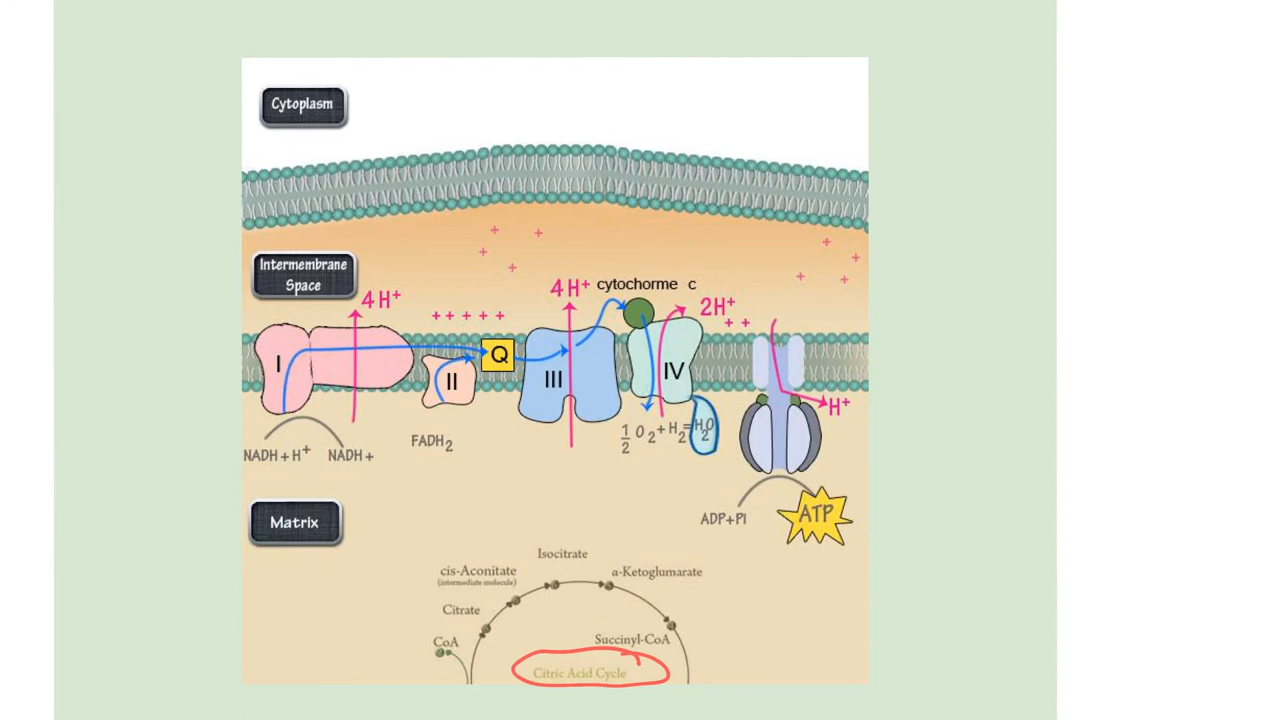 Cytoplasm
Intermembrane
Space
4H+
4H+
cytochorme c
2H+
I
II
Q
III
IV
H+
NADH + H+
NADH +
FADH2
1/2 O2 + H2 = H2O
ADP+PI
ATP
Matrix
Isocitrate
cis-Aconitate
(intermediate molecule)
α-Ketoglumarate
Citrate
CoA
Succinyl-CoA
Citric Acid Cycle